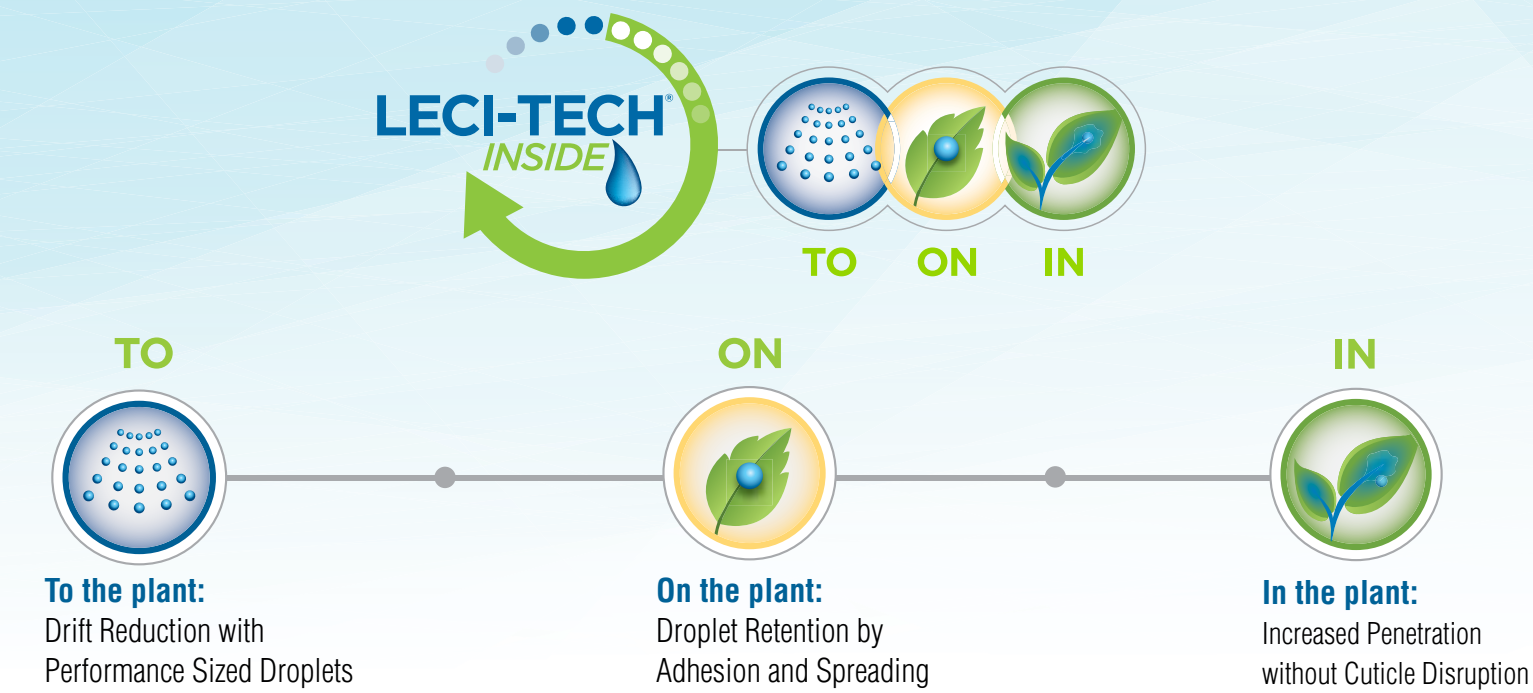 LECI-TECH®
INSIDE
TO ON IN
TO
ON
IN
To the plant:
Drift Reduction with
Performance Sized Droplets
On the plant:
Droplet Retention by
Adhesion and Spreading
In the plant:
Increased Penetration
without Cuticle Disruption